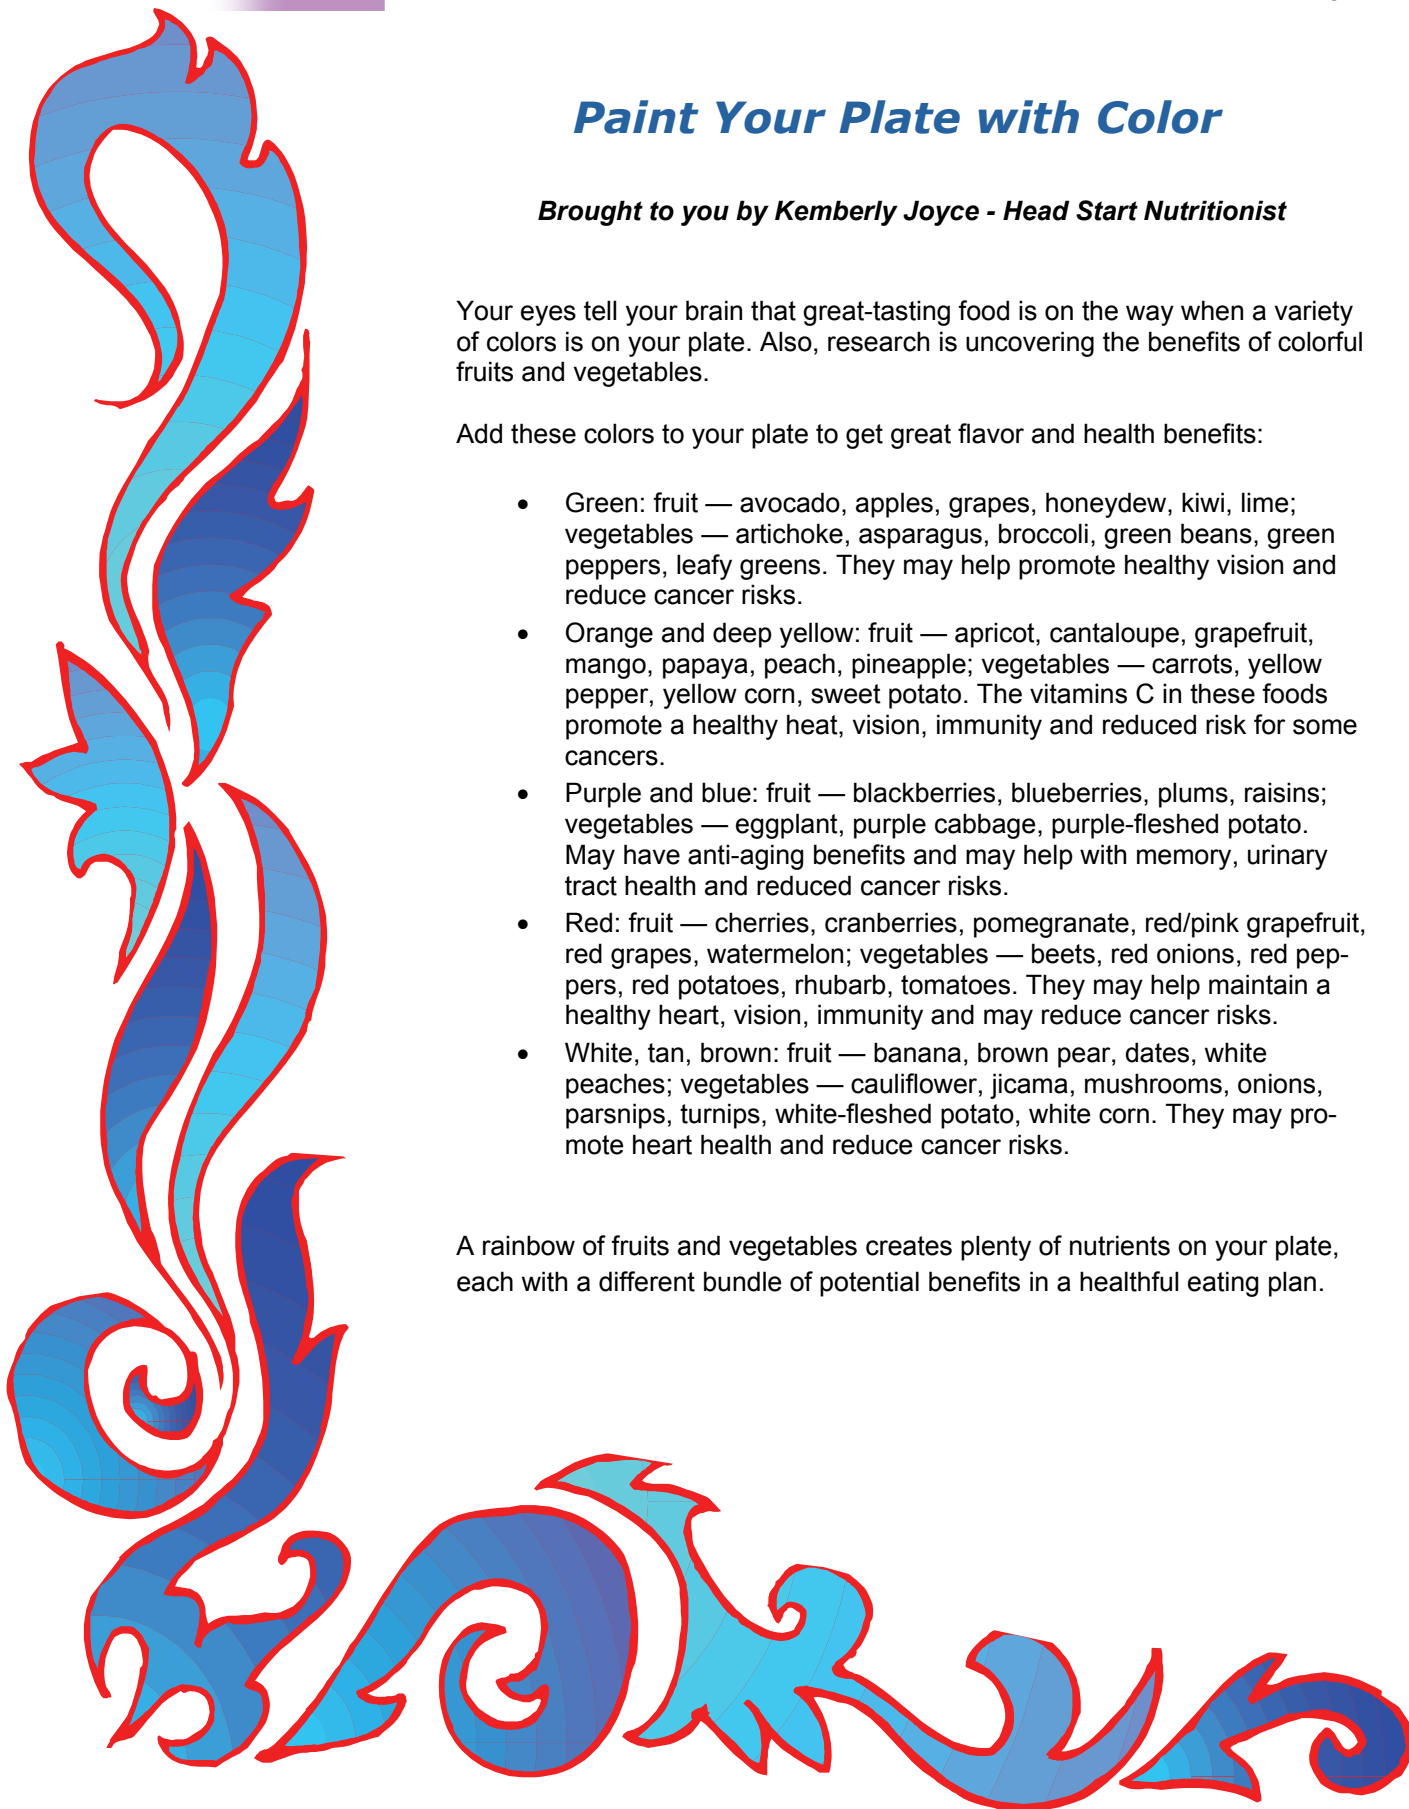 Paint Your Plate with Color
Brought to you by Kemberly Joyce - Head Start Nutritionist
Your eyes tell your brain that great-tasting food is on the way when a variety
of colors is on your plate. Also, research is uncovering the benefits of colorful
fruits and vegetables.
Add these colors to your plate to get great flavor and health benefits:
• Green: fruit — avocado, apples, grapes, honeydew, kiwi, lime;
vegetables — artichoke, asparagus, broccoli, green beans, green
peppers, leafy greens. They may help promote healthy vision and
reduce cancer risks.
• Orange and deep yellow: fruit — apricot, cantaloupe, grapefruit,
mango, papaya, peach, pineapple; vegetables — carrots, yellow
pepper, yellow corn, sweet potato. The vitamins C in these foods
promote a healthy heat, vision, immunity and reduced risk for some
cancers.
• Purple and blue: fruit — blackberries, blueberries, plums, raisins;
vegetables — eggplant, purple cabbage, purple-fleshed potato.
May have anti-aging benefits and may help with memory, urinary
tract health and reduced cancer risks.
• Red: fruit — cherries, cranberries, pomegranate, red/pink grapefruit,
red grapes, watermelon; vegetables — beets, red onions, red pep-
pers, red potatoes, rhubarb, tomatoes. They may help maintain a
healthy heart, vision, immunity and may reduce cancer risks.
• White, tan, brown: fruit — banana, brown pear, dates, white
peaches; vegetables — cauliflower, jicama, mushrooms, onions,
parsnips, turnips, white-fleshed potato, white corn. They may pro-
mote heart health and reduce cancer risks.
A rainbow of fruits and vegetables creates plenty of nutrients on your plate,
each with a different bundle of potential benefits in a healthful eating plan.